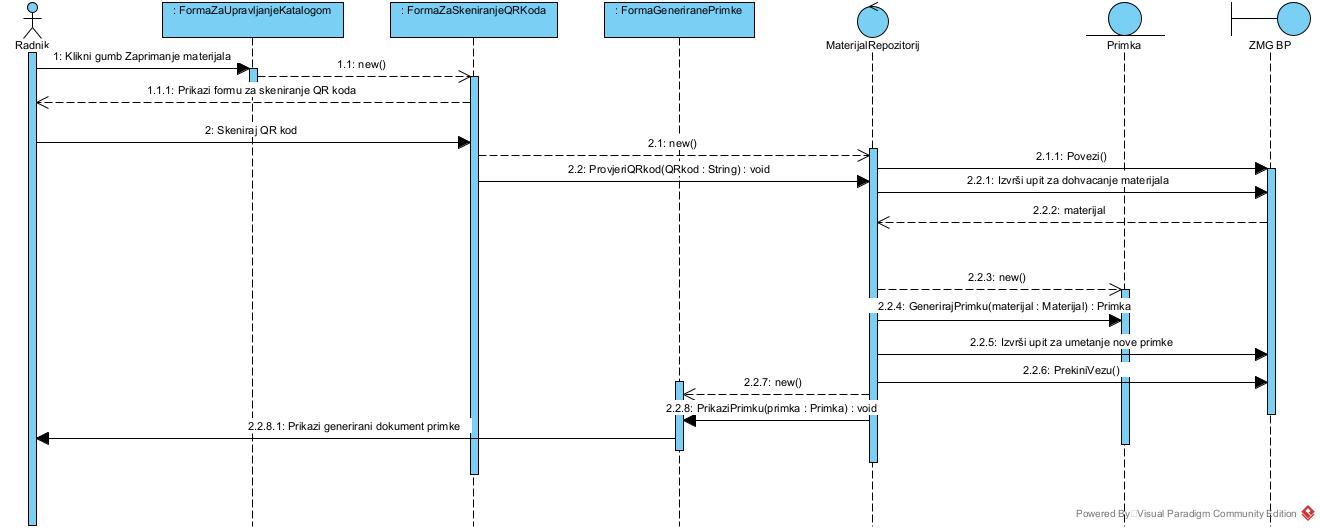 : FormaZaUpravljanjeKatalogom
: FormaZaSkeniranjeQRKoda
: FormaGeneriranePrimke
Radnik
MaterijalRepozitorij
Primka
ZMG BP
1: Klikni gumb Zaprimanje materijala
1.1: new()
1.1.1: Prikazi formu za skeniranje QR koda
2: Skeniraj QR kod
2.1: new()
2.1.1: Povezi()
2.2: ProvjeriQRkod(QRkod : String) : void
2.2.1: Izvrši upit za dohvacanje materijala
2.2.2: materijal
2.2.3: new()
2.2.4: GenerirajPrimku(materijal : Materijal) : Primka
2.2.5: Izvrši upit za umetanje nove primke
2.2.6: PrekiniVezu()
2.2.7: new()
2.2.8: PrikaziPrimku(primka : Primka) : void
2.2.8.1: Prikazi generirani dokument primke
Powered By Visual Paradigm Community Edition